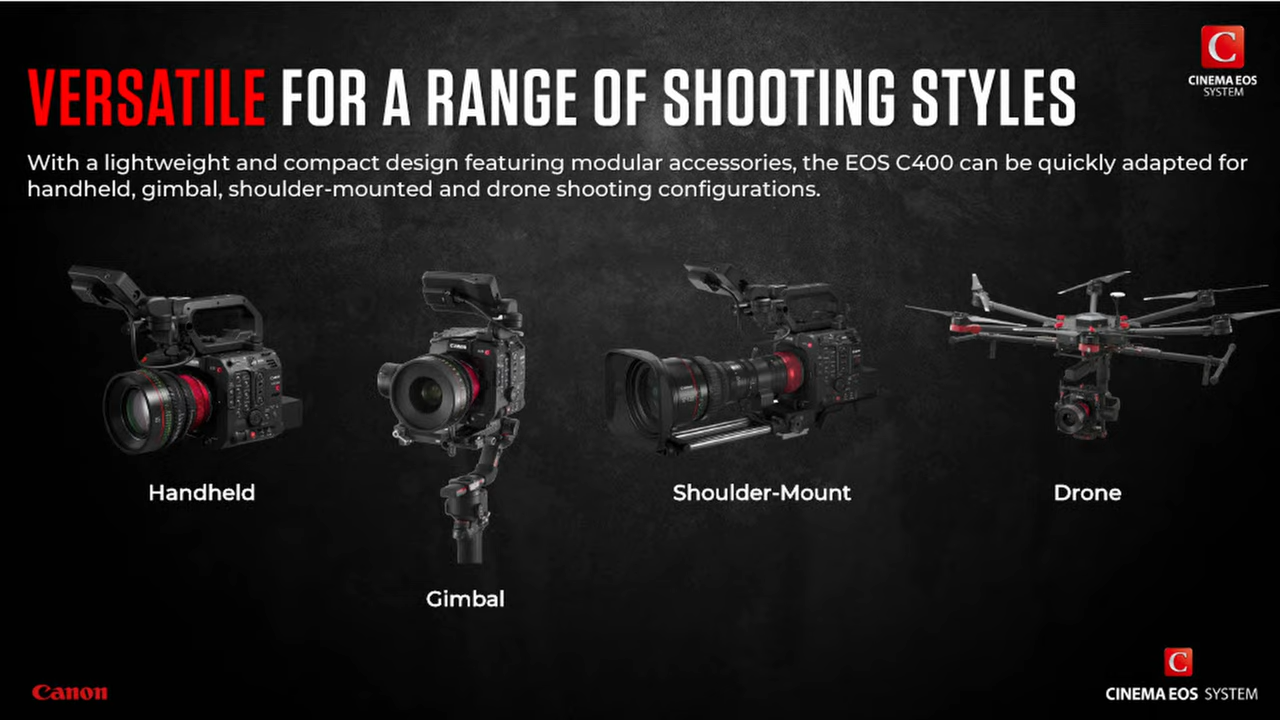 C
CINEMA EOS
SYSTEM
VERSATILE FOR A RANGE OF SHOOTING STYLES
With a lightweight and compact design featuring modular accessories, the EOS C400 can be quickly adapted for
handheld, gimbal, shoulder-mounted and drone shooting configurations.
Canon
Handheld
Shoulder-Mount
Drone
Gimbal
Canon
C
CINEMA EOS SYSTEM